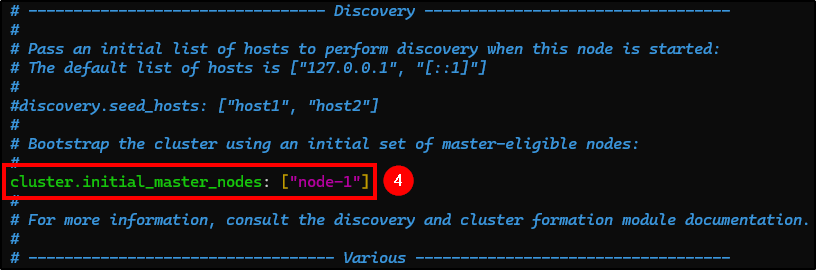 # --------------------------------- Discovery ----------------------------------
#
# Pass an initial list of hosts to perform discovery when this node is started:
# The default list of hosts is ["127.0.0.1", "[::1]"]
#
#discovery.seed_hosts: ["host1", "host2"]
#
# Bootstrap the cluster using an initial set of master-eligible nodes:
#
cluster.initial_master_nodes: ["node-1"] 4
#
# For more information, consult the discovery and cluster formation module documentation.
#
# ---------------------------------- Various -----------------------------------